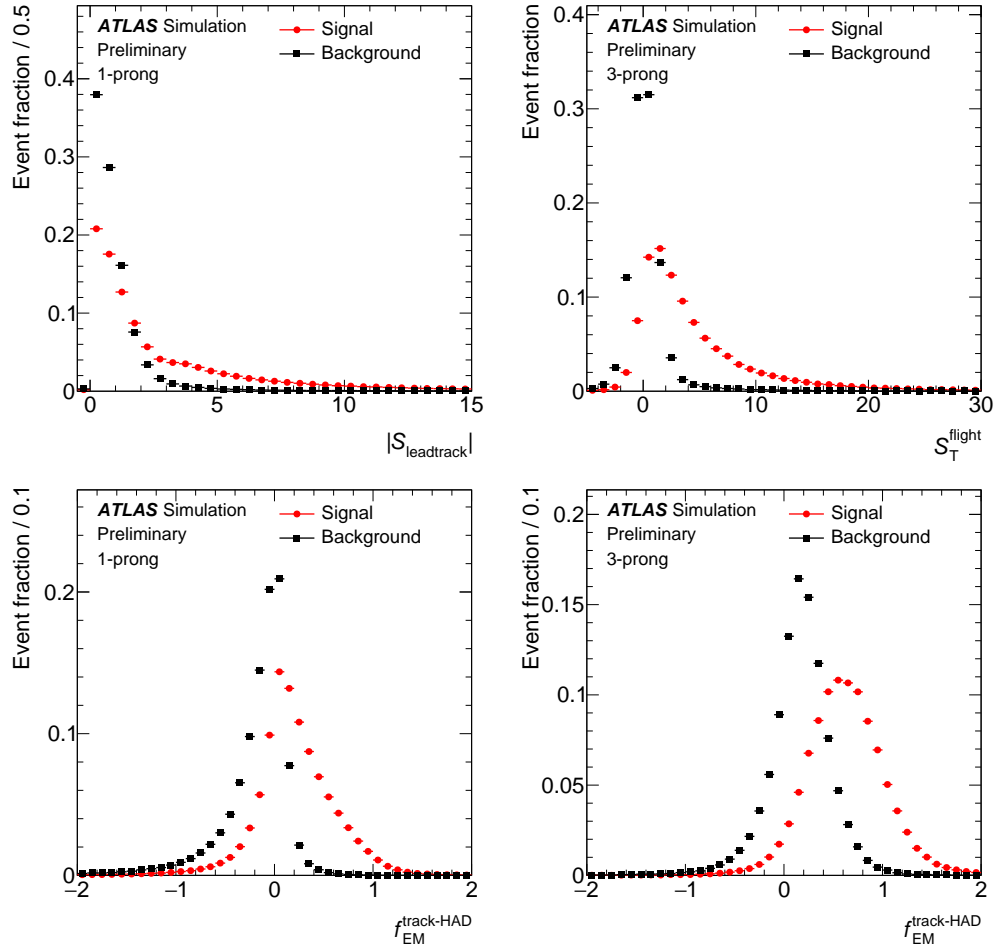 Event fraction / 0.5
ATLAS Simulation
Preliminary
1-prong
Signal
Background
0.4
0.3
0.2
0.1
0
0 5 10 15
|S_leadtrack|
Event fraction
ATLAS Simulation
Preliminary
3-prong
Signal
Background
0.4
0.3
0.2
0.1
0
0 10 20 30
S_T^flight
Event fraction / 0.1
ATLAS Simulation
Preliminary
1-prong
Signal
Background
0.2
0.1
0
−2 −1 0 1 2
f_EM^track-HAD
Event fraction / 0.1
ATLAS Simulation
Preliminary
3-prong
Signal
Background
0.2
0.15
0.1
0.05
0
−2 −1 0 1 2
f_EM^track-HAD